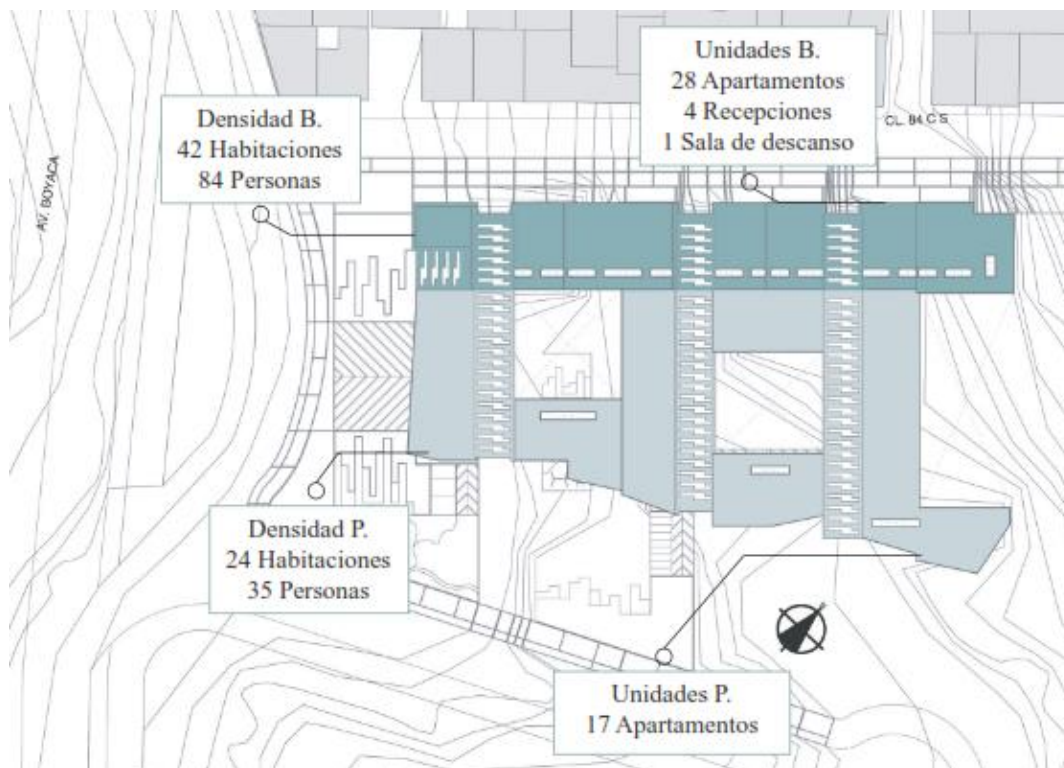 Unidades B.
28 Apartamentos
4 Recepciones
1 Sala de descanso
Densidad B.
42 Habitaciones
84 Personas
CL. 84 C S
AV. BOYACA
Densidad P.
24 Habitaciones
35 Personas
Unidades P.
17 Apartamentos